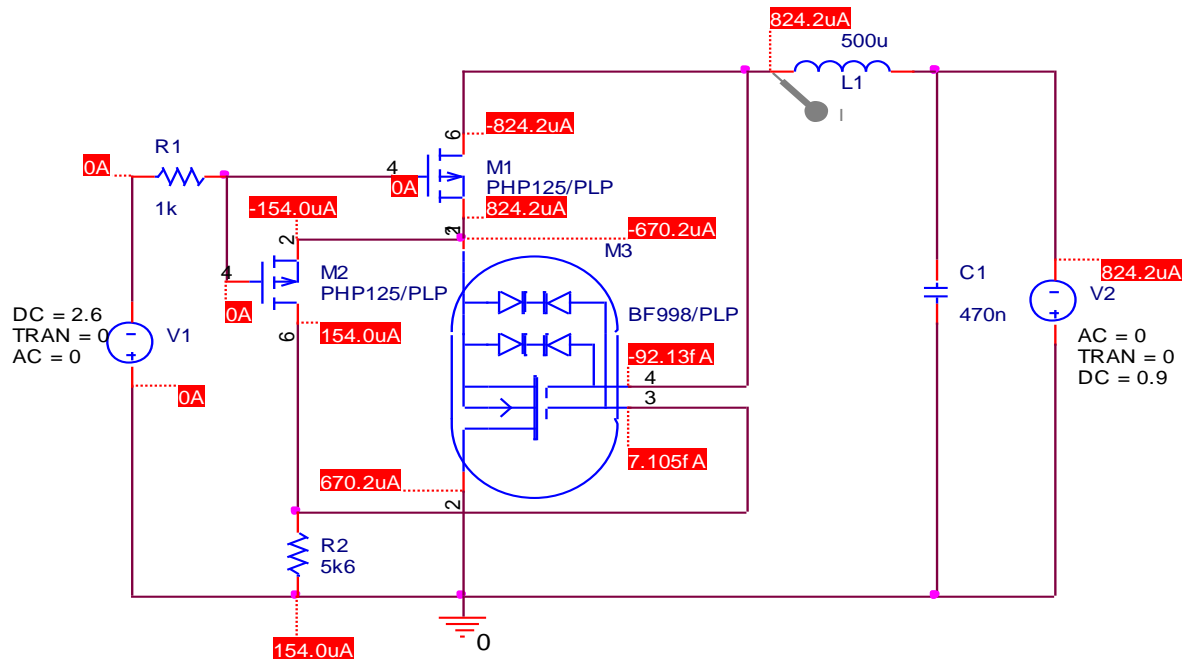 824.2uA
500u
L1
I
-824.2uA
6
R1
4
M1
PHP125/PLP
0A
0A
1k
824.2uA
-154.0uA
2
-670.2uA
M3
4
M2
PHP125/PLP
0A
C1
824.2uA
V2
DC = 2.6
TRAN = 0
AC = 0
V1
BF998/PLP
470n
154.0uA
6
AC = 0
TRAN = 0
DC = 0.9
-92.13fA
4
3
0A
7.105fA
670.2uA
2
R2
5k6
0
154.0uA